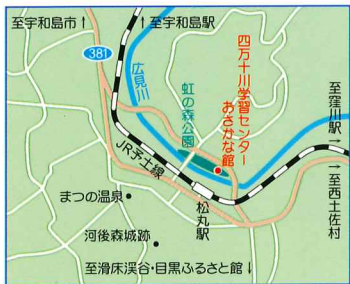 至宇和島市↑
↑至宇和島駅
381
広見川
虹の森公園
四万十川学習センター
おさかな館
至窪川駅→
→至西土佐村
JR予土線
松丸駅
まつの温泉
河後森城跡
至滑床渓谷・目黒ふるさと館↓